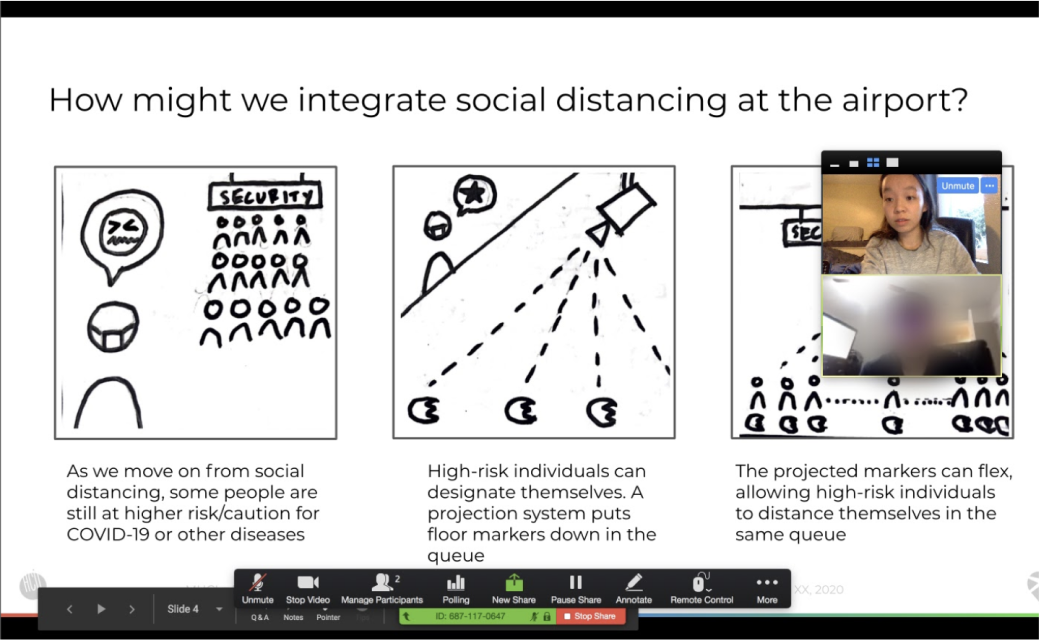 How might we integrate social distancing at the airport?
SECURITY
SEC
Unmute
As we move on from social
distancing, some people are
still at higher risk/caution for
COVID-19 or other diseases
High-risk individuals can
designate themselves. A
projection system puts
floor markers down in the
queue
The projected markers can flex,
allowing high-risk individuals
to distance themselves in the
same queue
2
Unmute Stop Video Manage Participants Polling New Share Pause Share Annotate Remote Control More
XX, 2020
Slide 4
Q&A Notes Pointer
ID: 687-117-0647 Stop Share